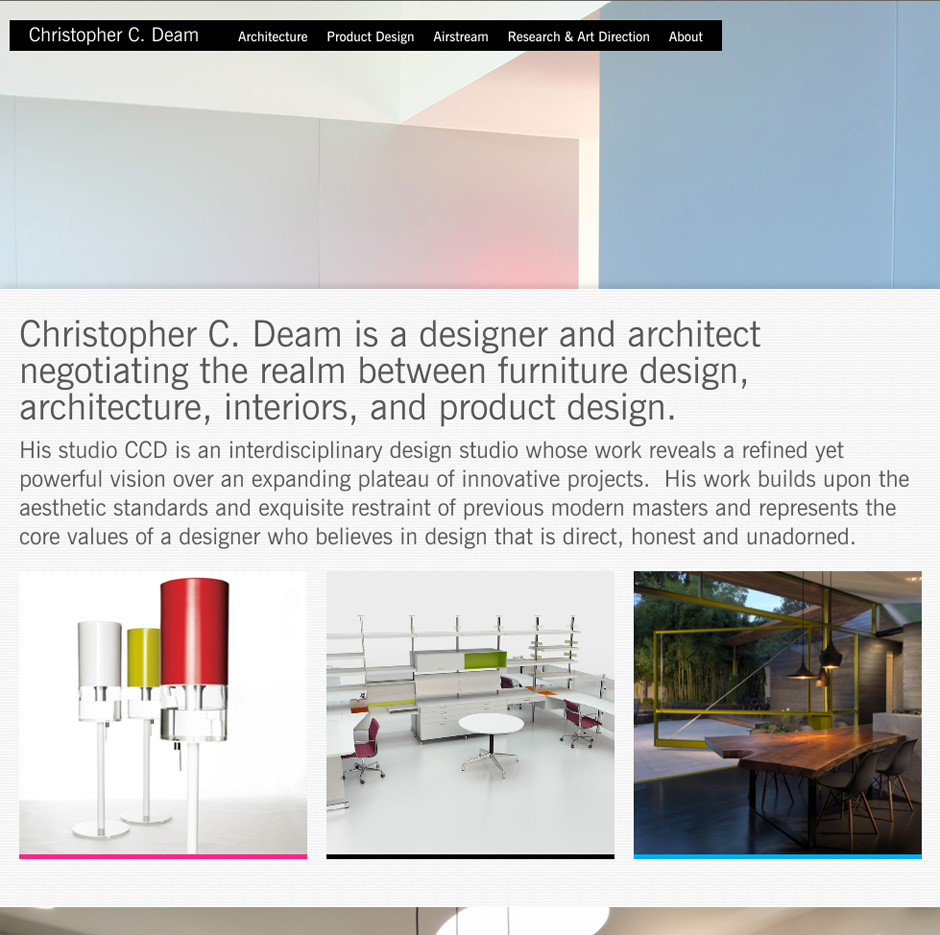 Christopher C. Deam Architecture Product Design Airstream Research & Art Direction About
Christopher C. Deam is a designer and architect
negotiating the realm between furniture design,
architecture, interiors, and product design.
His studio CCD is an interdisciplinary design studio whose work reveals a refined yet
powerful vision over an expanding plateau of innovative projects.  His work builds upon the
aesthetic standards and exquisite restraint of previous modern masters and represents the
core values of a designer who believes in design that is direct, honest and unadorned.